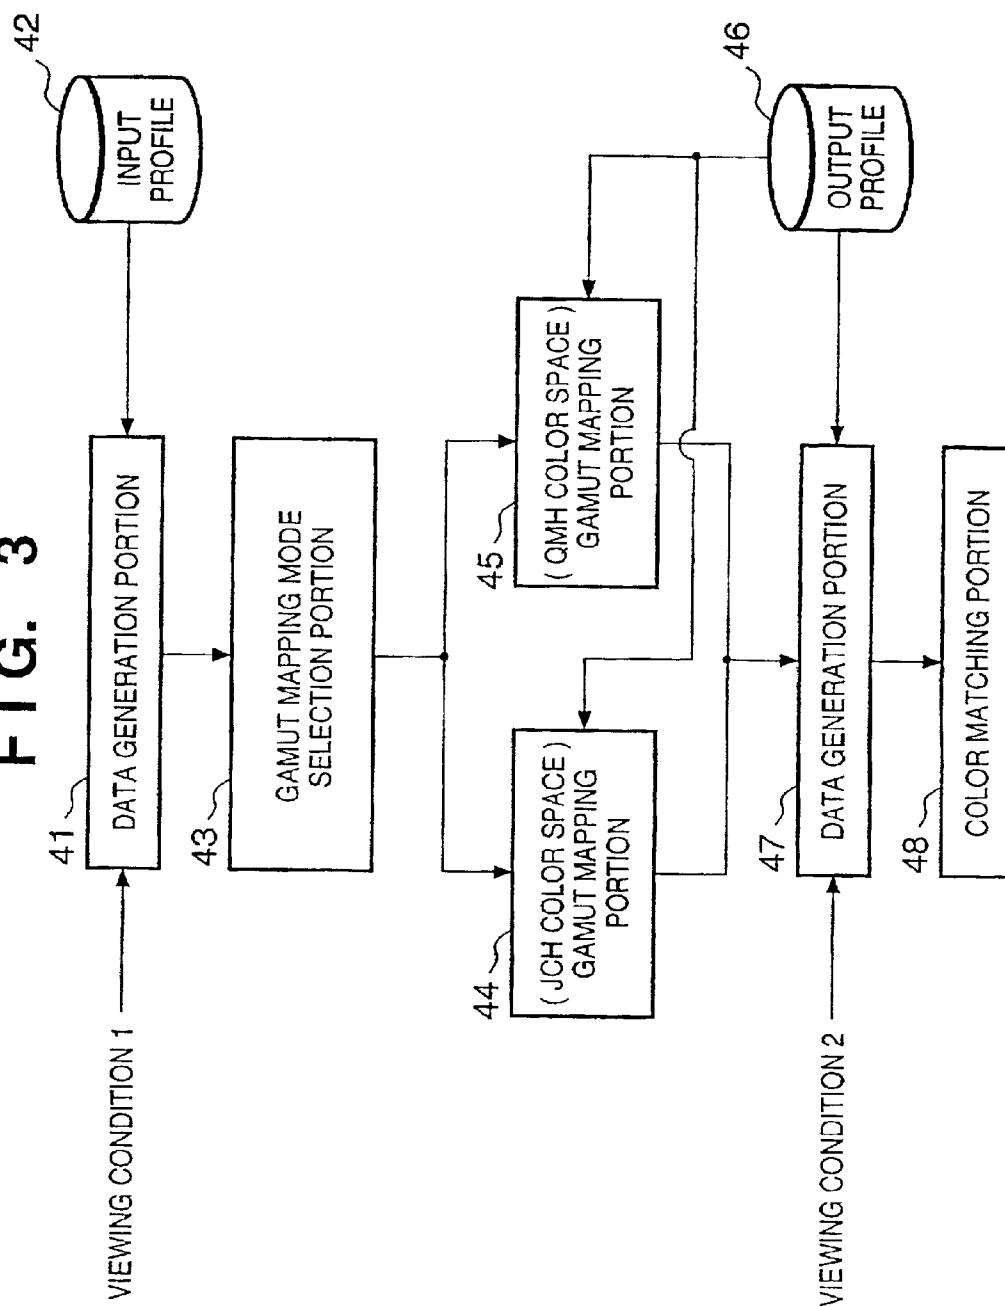 FIG. 3
VIEWING CONDITION 1
41
DATA GENERATION PORTION
42
INPUT
PROFILE
43
GAMUT MAPPING MODE
SELECTION PORTION
44
( JCH COLOR SPACE )
GAMUT MAPPING
PORTION
45
( QMH COLOR SPACE )
GAMUT MAPPING
PORTION
46
OUTPUT
PROFILE
VIEWING CONDITION 2
47
DATA GENERATION PORTION
48
COLOR MATCHING PORTION